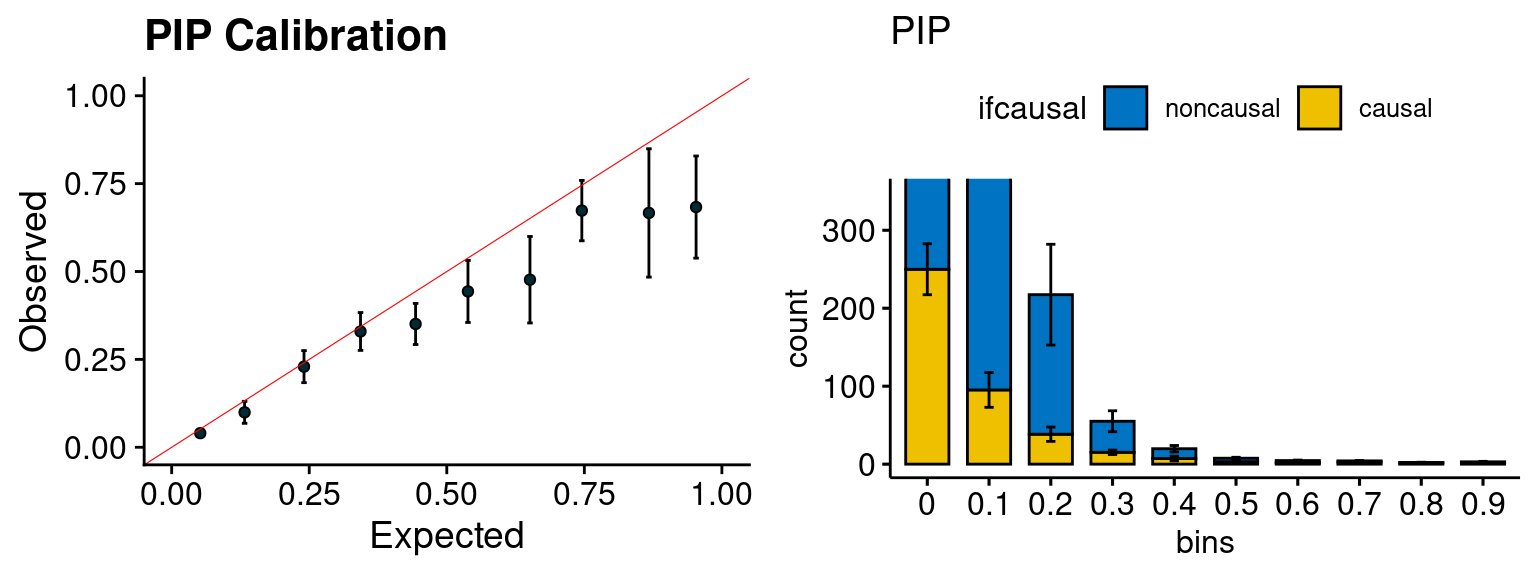 PIP Calibration
1.00
0.75
0.50
0.25
0.00
Observed
0.00 0.25 0.50 0.75 1.00
Expected
PIP
ifcausal noncausal causal
300
200
100
0
count
0 0.1 0.2 0.3 0.4 0.5 0.6 0.7 0.8 0.9
bins